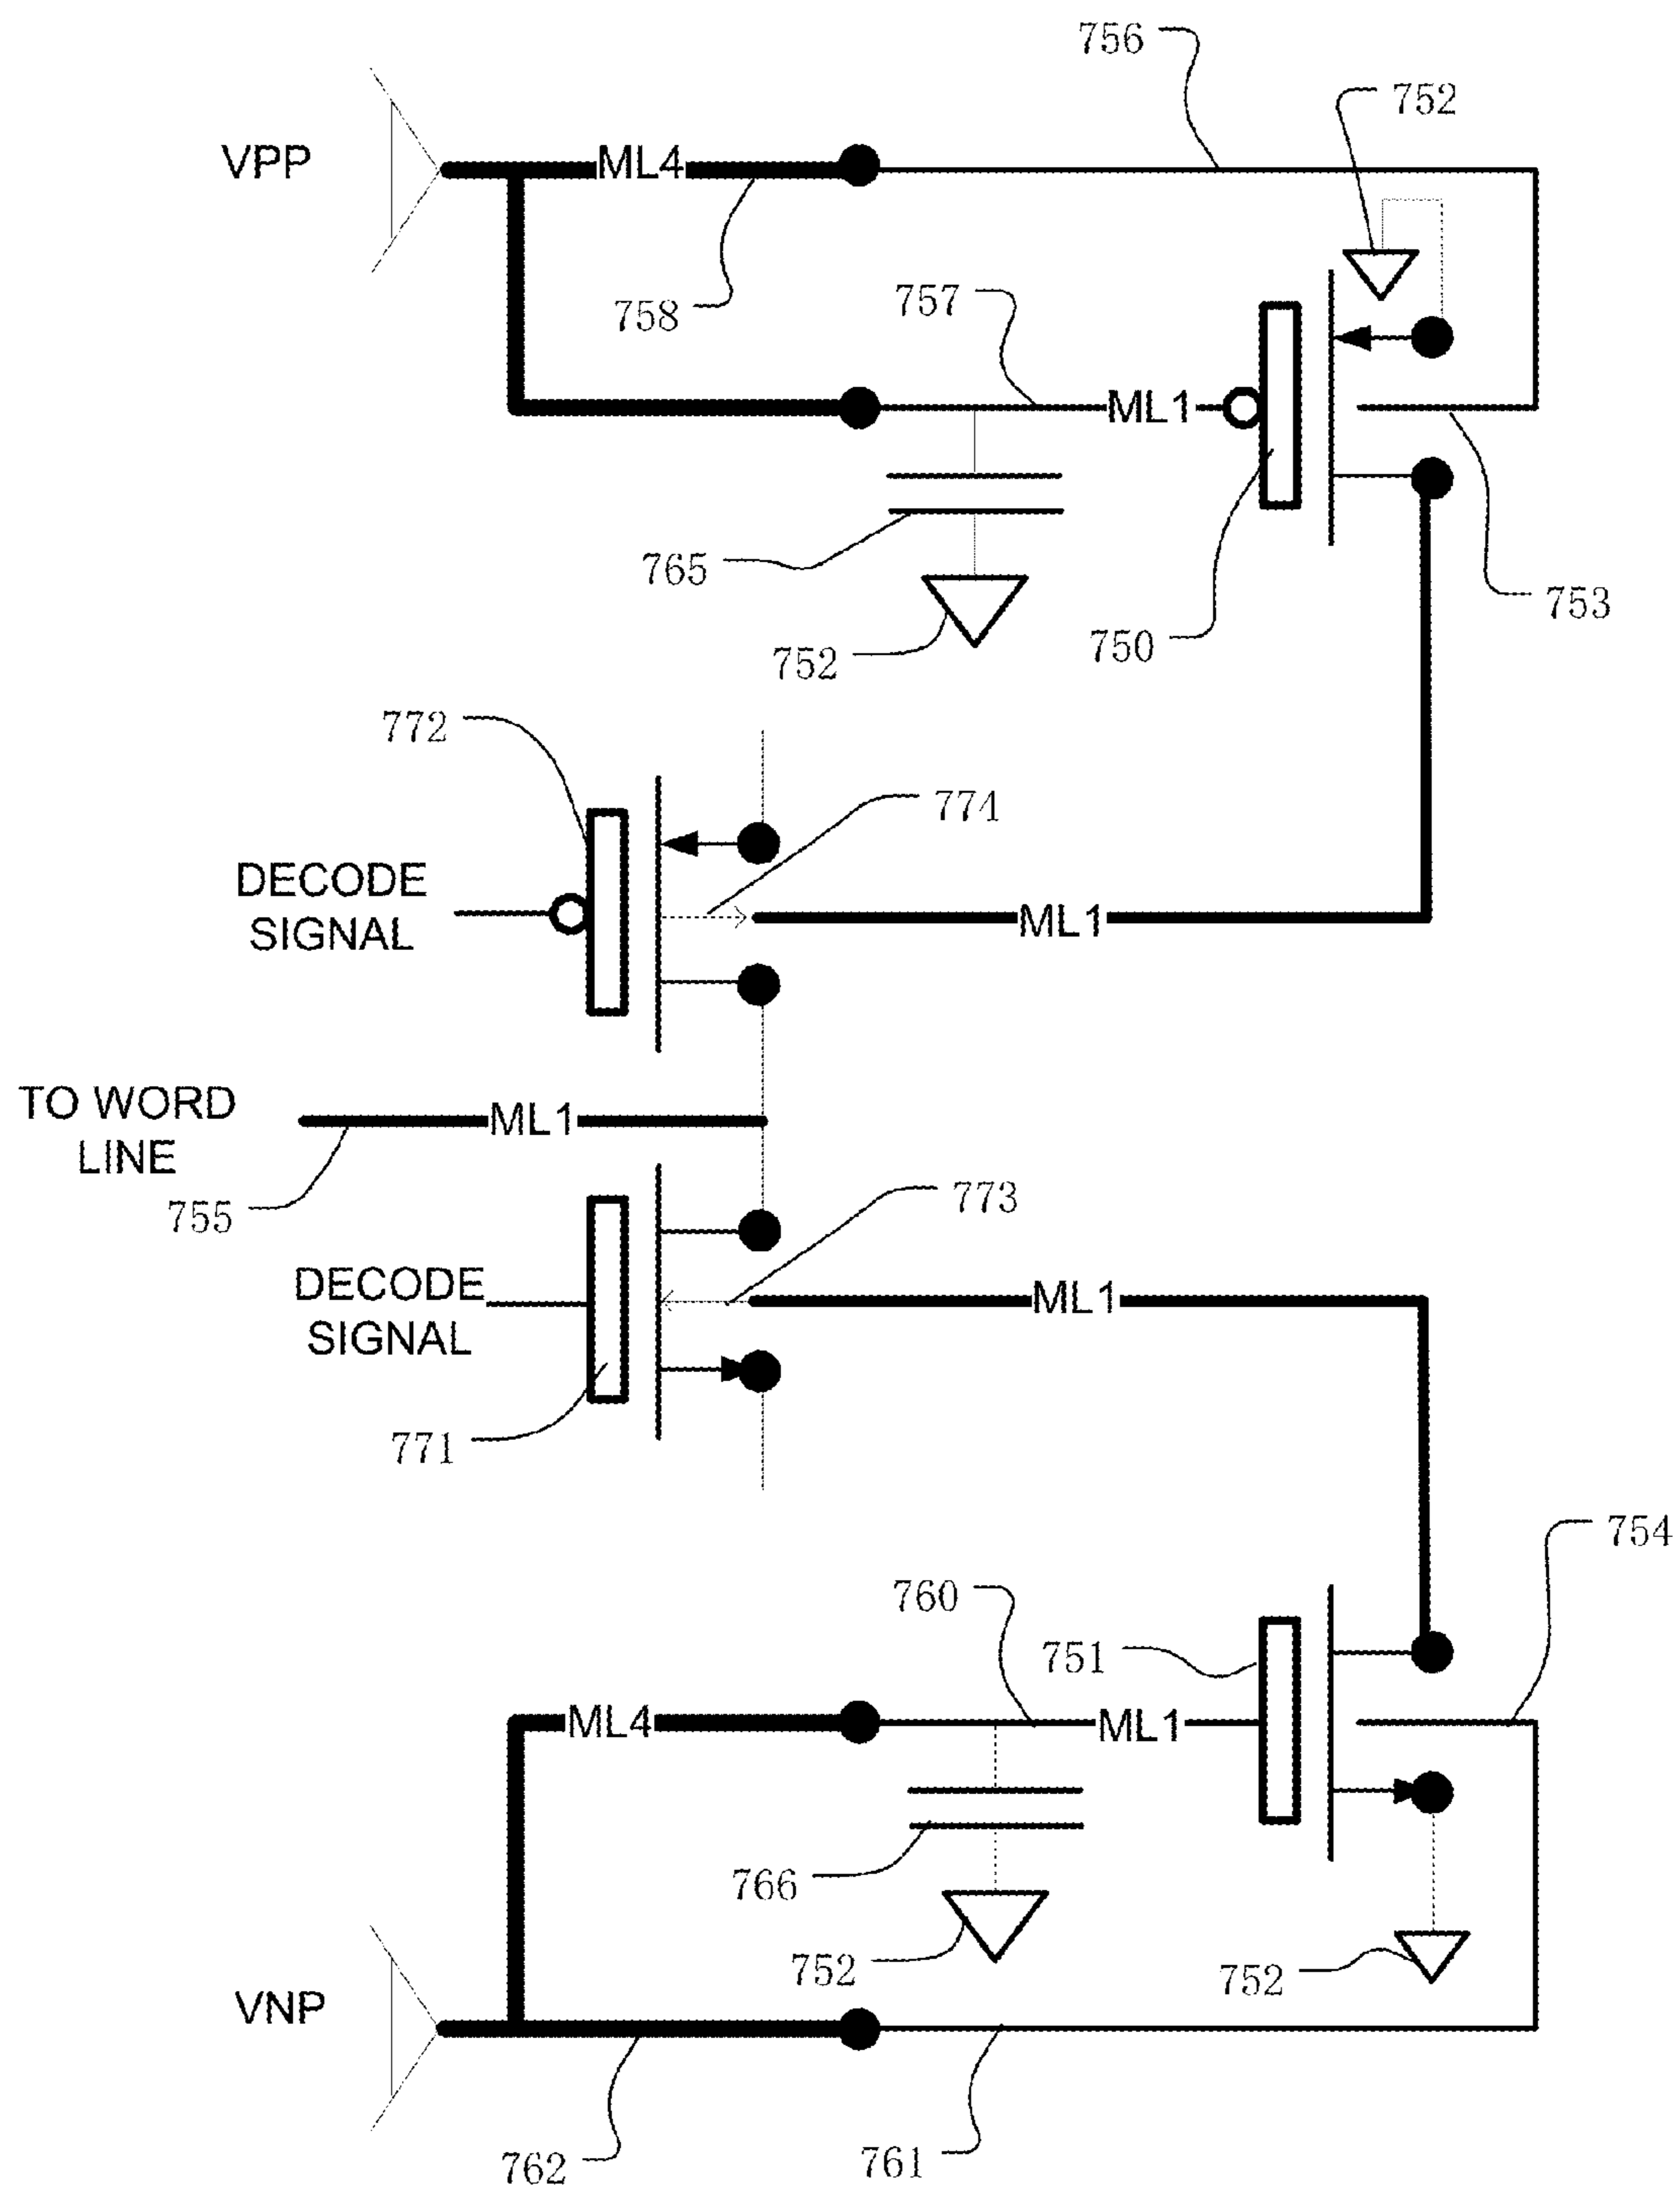 756
752
VPP
ML4
758
757
ML1
765
752
750
753
772
774
DECODE
SIGNAL
ML1
TO WORD
LINE
ML1
755
773
DECODE
SIGNAL
ML1
771
754
760
751
ML4
ML1
766
752
752
VNP
762
761